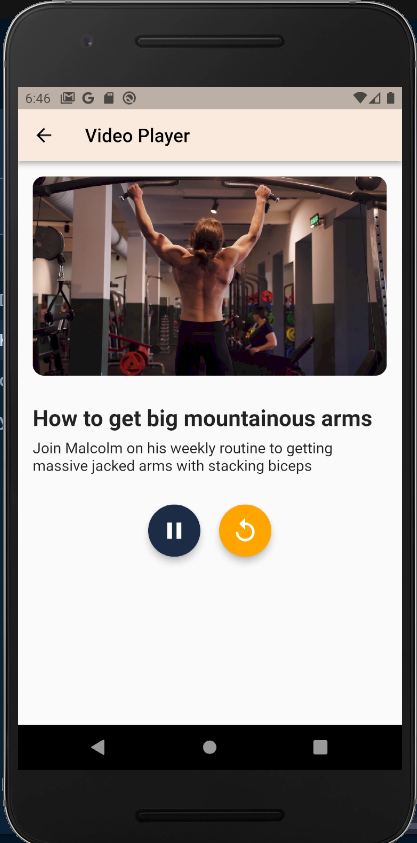 6:46
Video Player
How to get big mountainous arms
Join Malcolm on his weekly routine to getting
massive jacked arms with stacking biceps